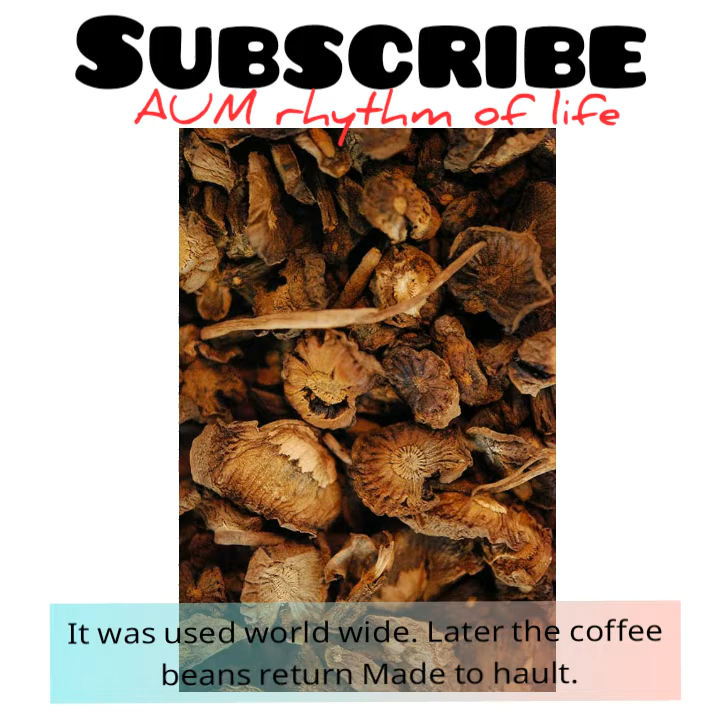 SUBSCRIBE
AUM rhythm of life
It was used world wide. Later the coffee
beans return Made to hault.